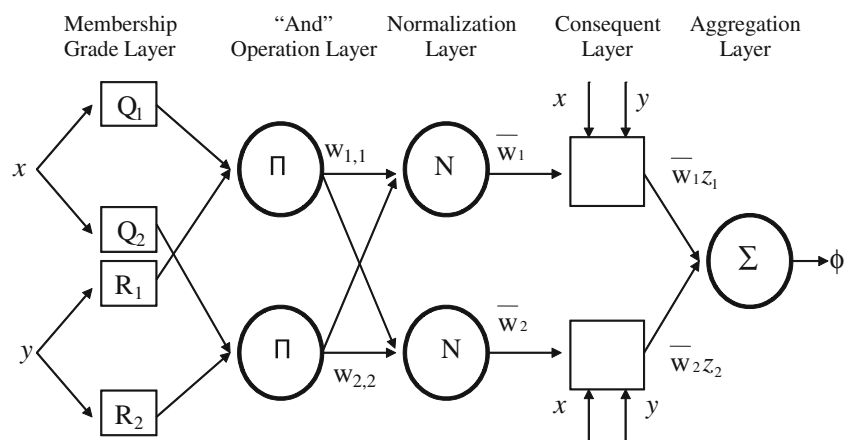 Membership
Grade Layer
“And”
Operation Layer
Normalization
Layer
Consequent
Layer
Aggregation
Layer
x
y
Q₁
Π
w₁,₁
N
w̅₁
w̅₁z₁
x
Q₂
R₁
Σ
ϕ
y
Π
w₂,₂
N
w̅₂
w̅₂z₂
R₂
x
y